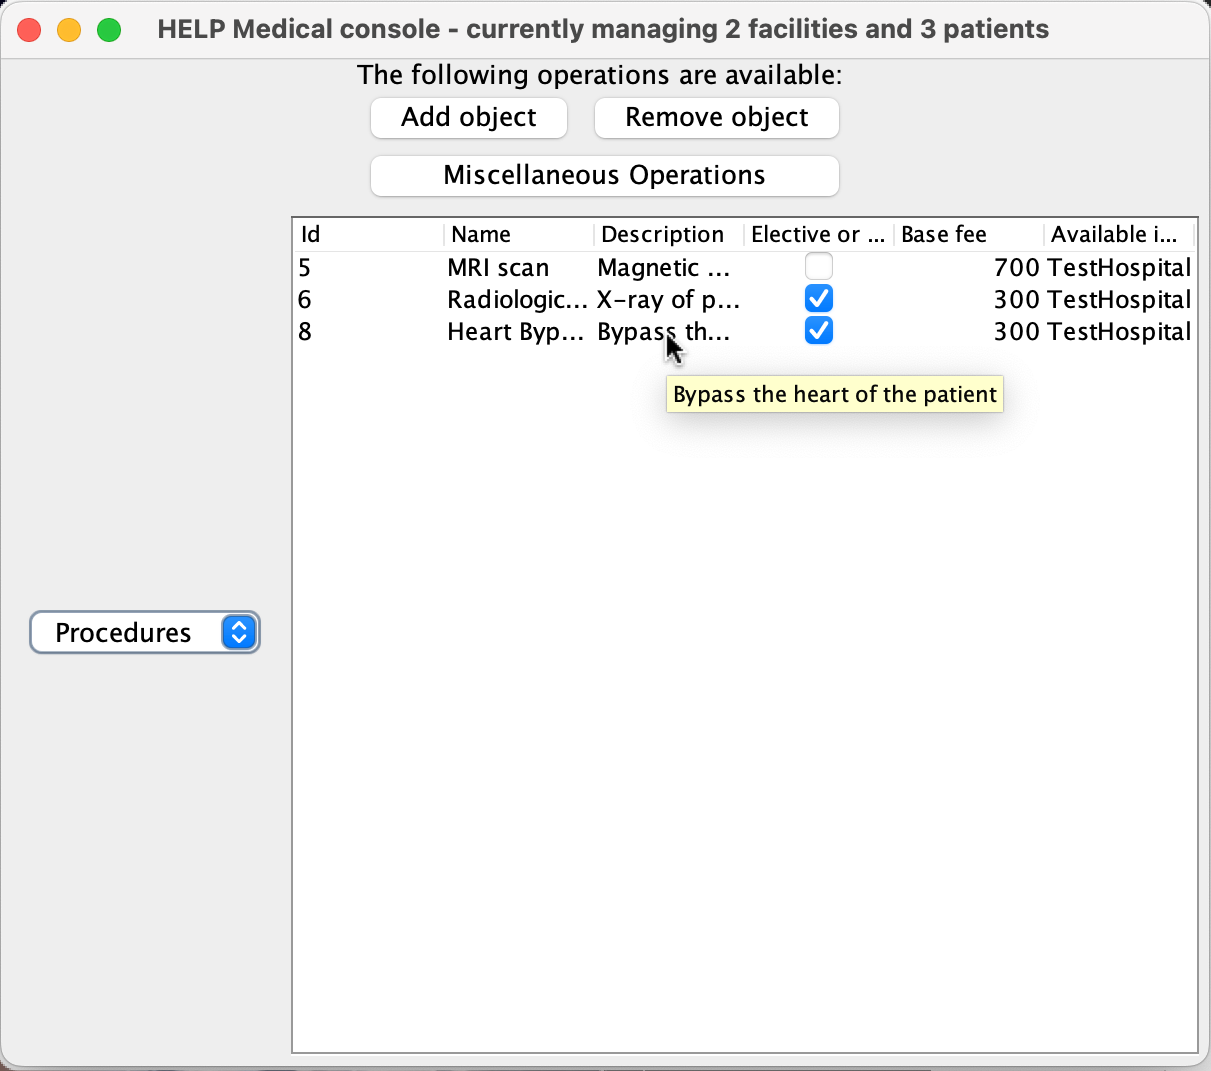 HELP Medical console - currently managing 2 facilities and 3 patients
The following operations are available:
Add object Remove object
Miscellaneous Operations
Id Name Description Elective or ... Base fee Available i...
5 MRI scan Magnetic ... 700 TestHospital
6 Radiologic... X-ray of p... 300 TestHospital
8 Heart Byp... Bypass th... 300 TestHospital
Bypass the heart of the patient
Procedures